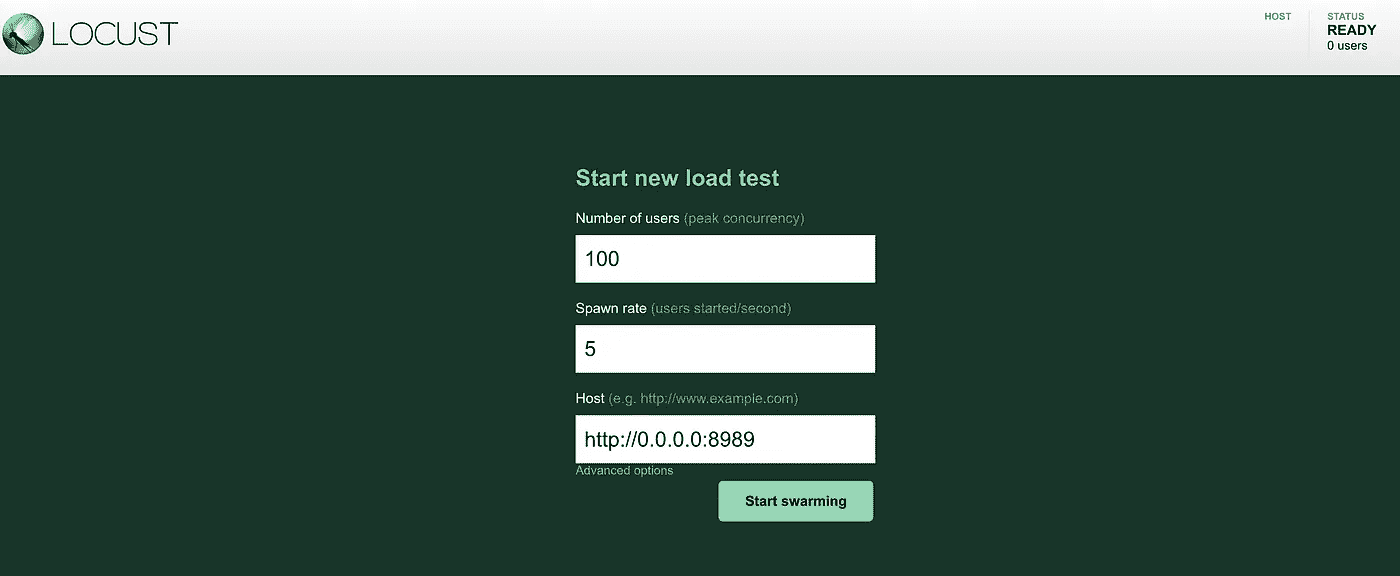 LOCUST
HOST
STATUS
READY
0 users
Start new load test
Number of users (peak concurrency)
100
Spawn rate (users started/second)
5
Host (e.g. http://www.example.com)
http://0.0.0.0:8989
Advanced options
Start swarming